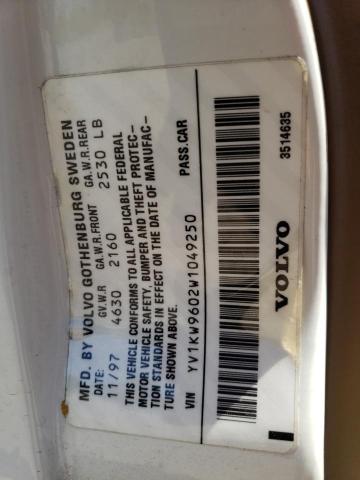 MFD. BY VOLVO GOTHENBURG SWEDEN
DATE: G.V.W.R GA.W.R.FRONT GA.W.R.REAR
11/97 4630 2160 2530 LB
THIS VEHICLE CONFORMS TO ALL APPLICABLE FEDERAL
MOTOR VEHICLE SAFETY, BUMPER AND THEFT PROTEC-
TION STANDARDS IN EFFECT ON THE DATE OF MANUFAC-
TURE SHOWN ABOVE.
VIN YV1KW9602W1049250 PASS.CAR
VOLVO 3514635